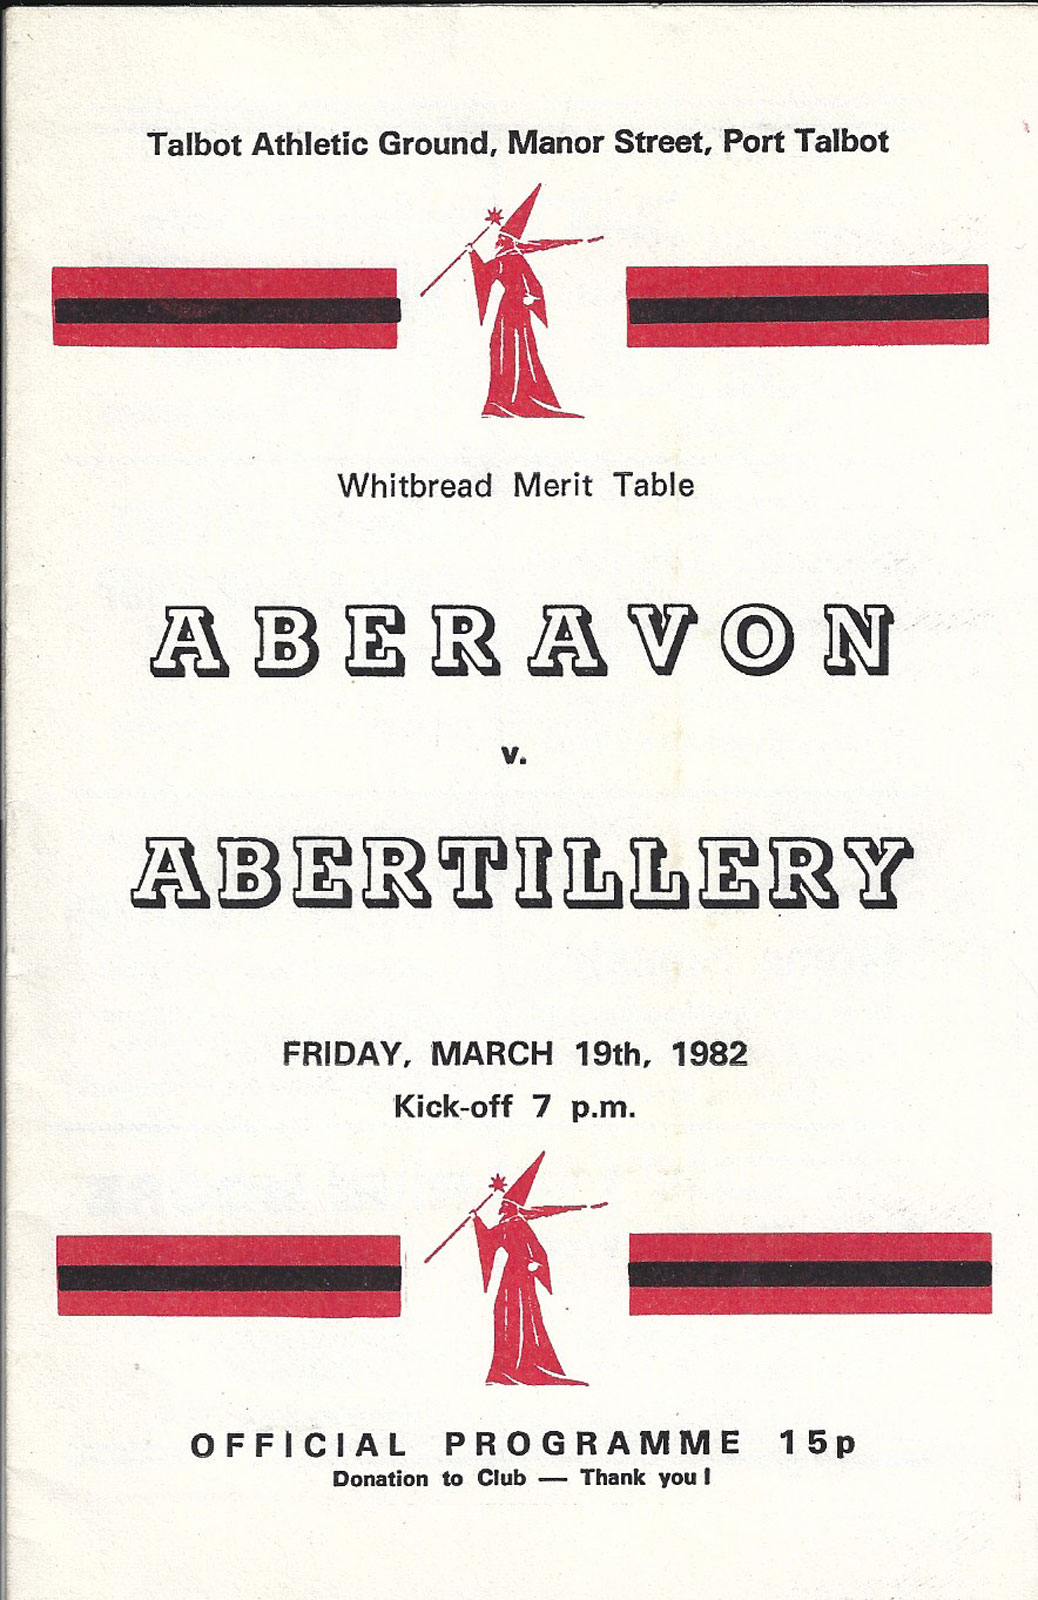 Talbot Athletic Ground, Manor Street, Port Talbot
Whitbread Merit Table
ABERAVON
v.
ABERTILLERY
FRIDAY, MARCH 19th, 1982
Kick-off 7 p.m.
OFFICIAL PROGRAMME 15p
Donation to Club — Thank you !